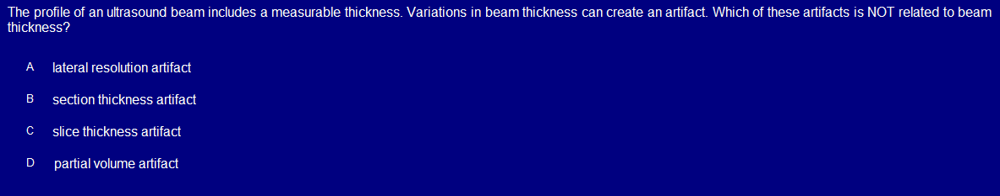 The profile of an ultrasound beam includes a measurable thickness. Variations in beam thickness can create an artifact. Which of these artifacts is NOT related to beam
thickness?
A lateral resolution artifact
B section thickness artifact
C slice thickness artifact
D partial volume artifact